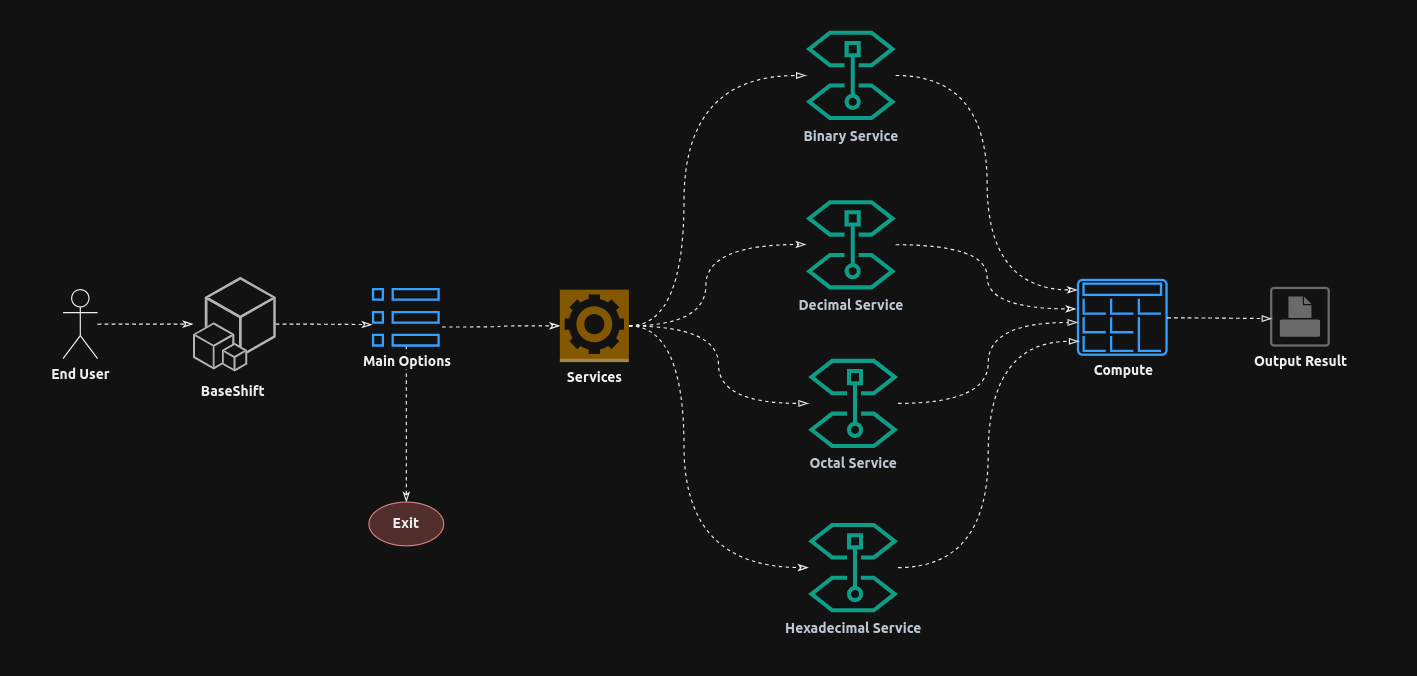 End User
BaseShift
Main Options
Exit
Services
Binary Service
Decimal Service
Octal Service
Hexadecimal Service
Compute
Output Result